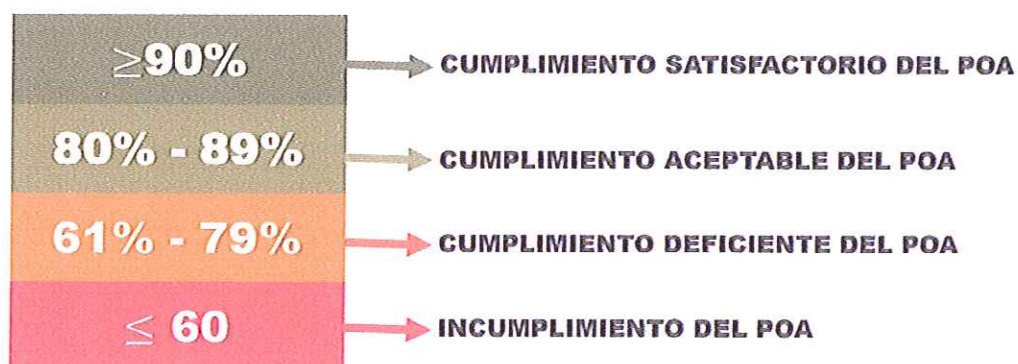 ≥90% CUMPLIMIENTO SATISFACTORIO DEL POA
80% - 89% CUMPLIMIENTO ACEPTABLE DEL POA
61% - 79% CUMPLIMIENTO DEFICIENTE DEL POA
≤ 60 INCUMPLIMIENTO DEL POA